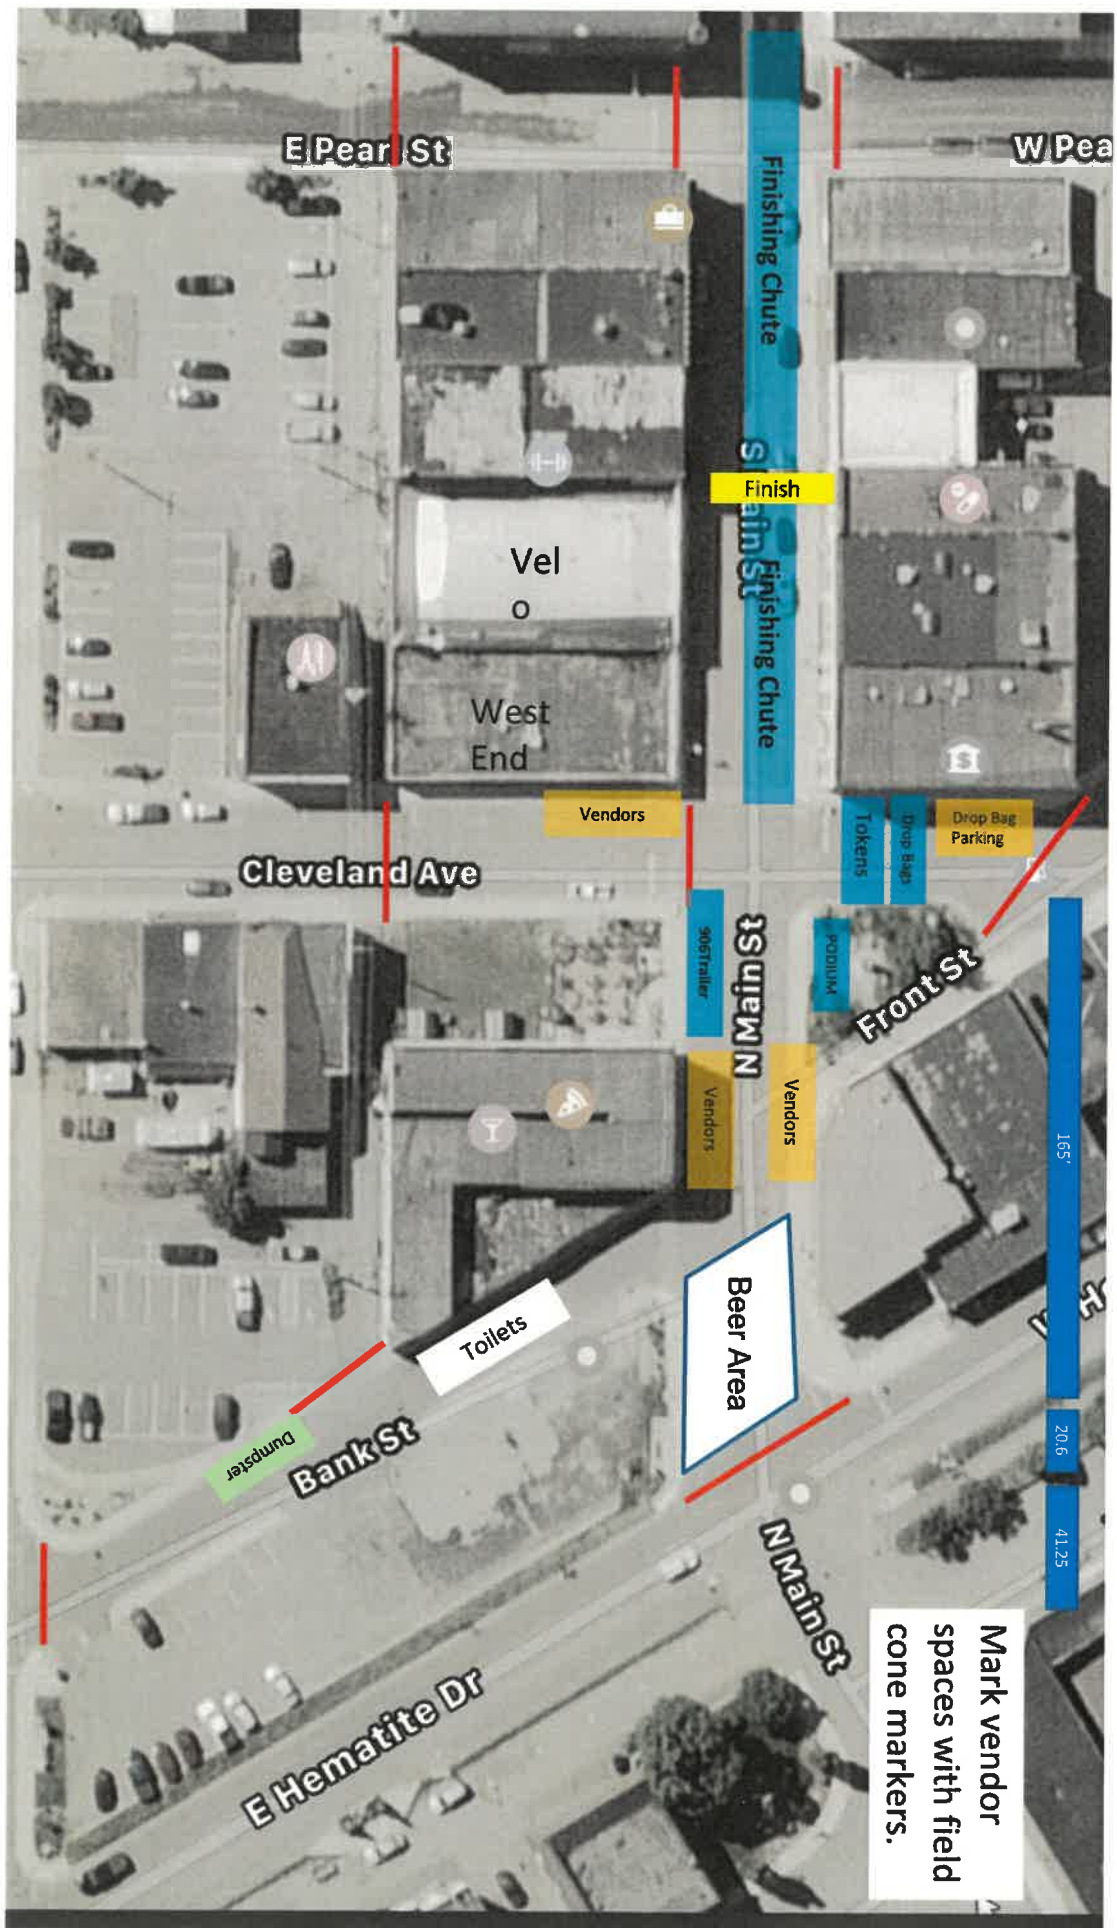 E Pearl St
W Pea
Finishing Chute
S Main St
Finish
Finishing Chute
Vel
o
West
End
Vendors
Tokens
Drop Bags
Drop Bag
Parking
Cleveland Ave
906Trailer
N Main St
PODIUM
Front St
Vendors
Vendors
165'
Beer Area
Toilets
Dumpster
Bank St
20.6
41.25
N Main St
E Hematite Dr
Mark vendor
spaces with field
cone markers.